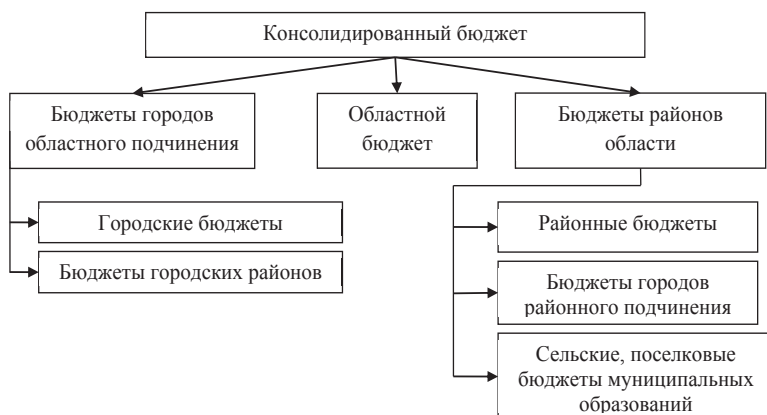 Консолидированный бюджет
Бюджеты городов
областного подчинения
Областной
бюджет
Бюджеты районов
области
Городские бюджеты
Бюджеты городских районов
Районные бюджеты
Бюджеты городов
районного подчинения
Сельские, поселковые
бюджеты муниципальных
образований